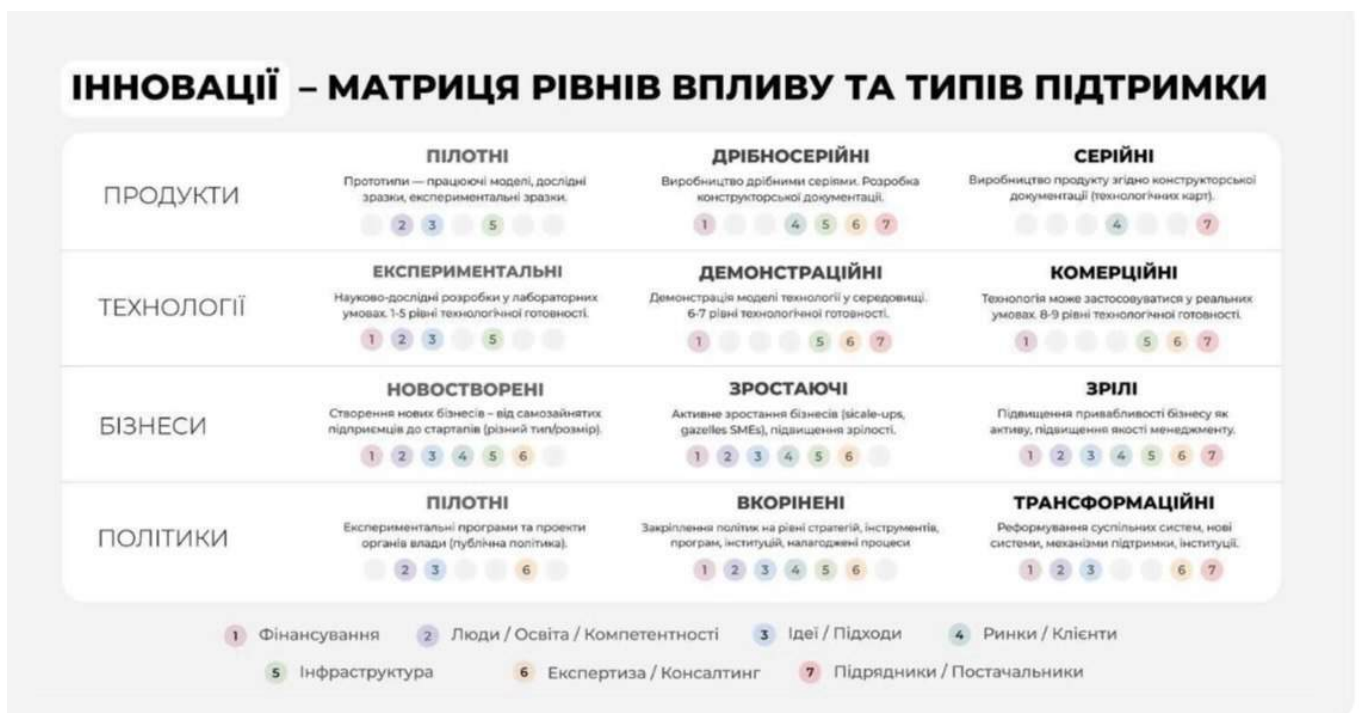 ІННОВАЦІЇ – МАТРИЦЯ РІВНІВ ВПЛИВУ ТА ТИПІВ ПІДТРИМКИ
ПРОДУКТИ
ПІЛОТНІ
Прототипи — працюючі моделі, дослідні
зразки, експериментальні зразки.
2 3 5
ДРІБНОСЕРІЙНІ
Виробництво дрібними серіями. Розробка
конструкторської документації.
1 4 5 6 7
СЕРІЙНІ
Виробництво продукту згідно конструкторської
документації (технологічних карт).
4 7
ТЕХНОЛОГІЇ
ЕКСПЕРИМЕНТАЛЬНІ
Науково-дослідні розробки у лабораторних
умовах. 1-5 рівні технологічної готовності.
1 2 3 5
ДЕМОНСТРАЦІЙНІ
Демонстрація моделі технології у середовищі.
6-7 рівні технологічної готовності.
1 5 6 7
КОМЕРЦІЙНІ
Технологія може застосовуватися у реальних
умовах. 8-9 рівні технологічної готовності.
1 5 6 7
БІЗНЕСИ
НОВОСТВОРЕНІ
Створення нових бізнесів – від самозайнятих
підприємців до стартапів (різний тип/розмір).
1 2 3 4 5 6
ЗРОСТАЮЧІ
Активне зростання бізнесів (sicale-ups,
gazelles SMEs), підвищення зрілості.
1 2 3 4 5 6
ЗРІЛІ
Підвищення привабливості бізнесу як
активу, підвищення якості менеджменту.
1 2 3 4 5 6 7
ПОЛІТИКИ
ПІЛОТНІ
Експериментальні програми та проекти
органів влади (публічна політика).
2 3 6
ВКОРІНЕНІ
Закріплення політик на рівні стратегій, інструментів,
програм, інституцій, налагоджені процеси
1 2 3 4 5 6
ТРАНСФОРМАЦІЙНІ
Реформування суспільних систем, нові
системи, механізми підтримки, інституції.
1 2 3 6 7
1 Фінансування 2 Люди / Освіта / Компетентності 3 Ідеї / Підходи 4 Ринки / Клієнти
5 Інфраструктура 6 Експертиза / Консалтинг 7 Підрядники / Постачальники